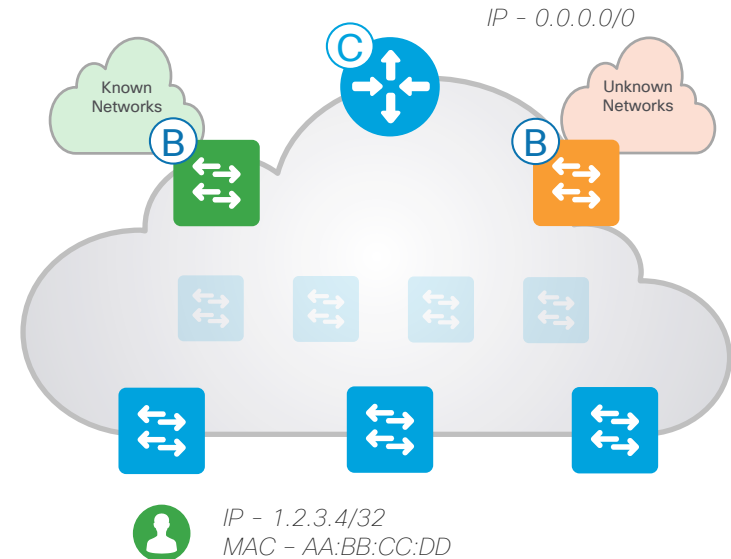 IP - 0.0.0.0/0
C
Known
Networks
Unknown
Networks
B
B
IP - 1.2.3.4/32
MAC – AA:BB:CC:DD